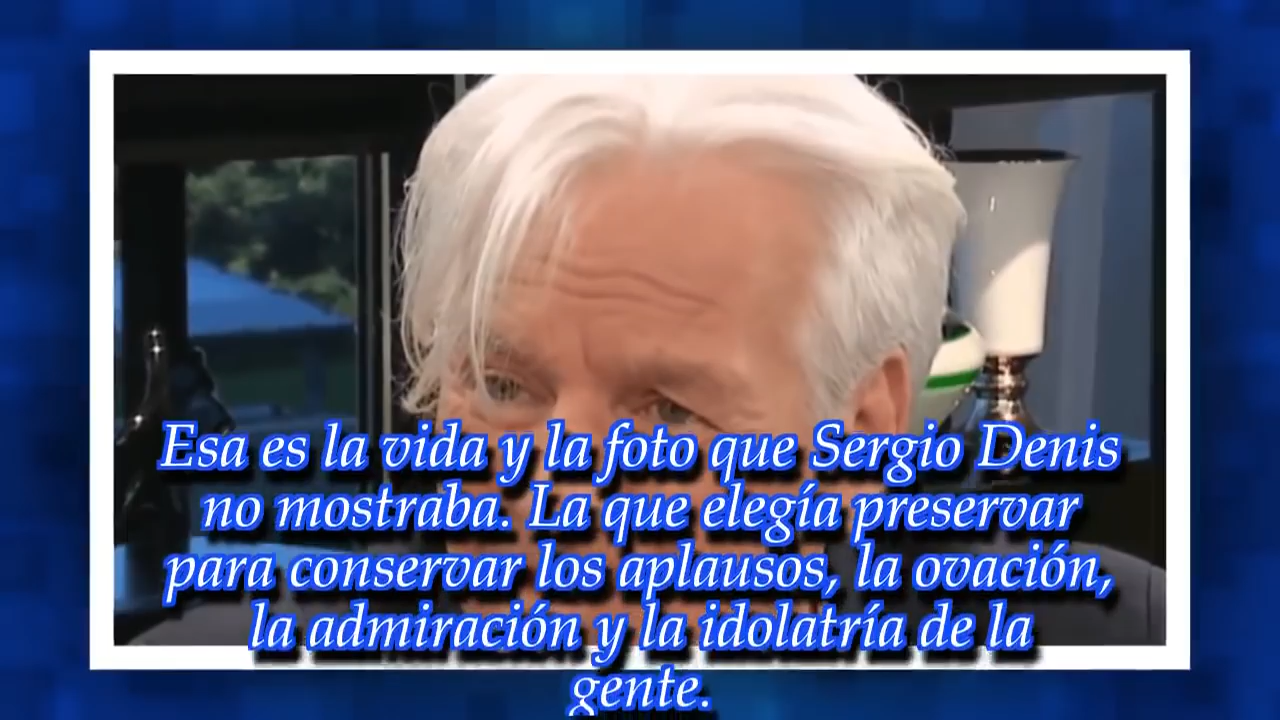 Esa es la vida y la foto que Sergio Denis
no mostraba. La que elegía preservar
para conservar los aplausos, la ovación,
la admiración y la idolatría de la
gente.